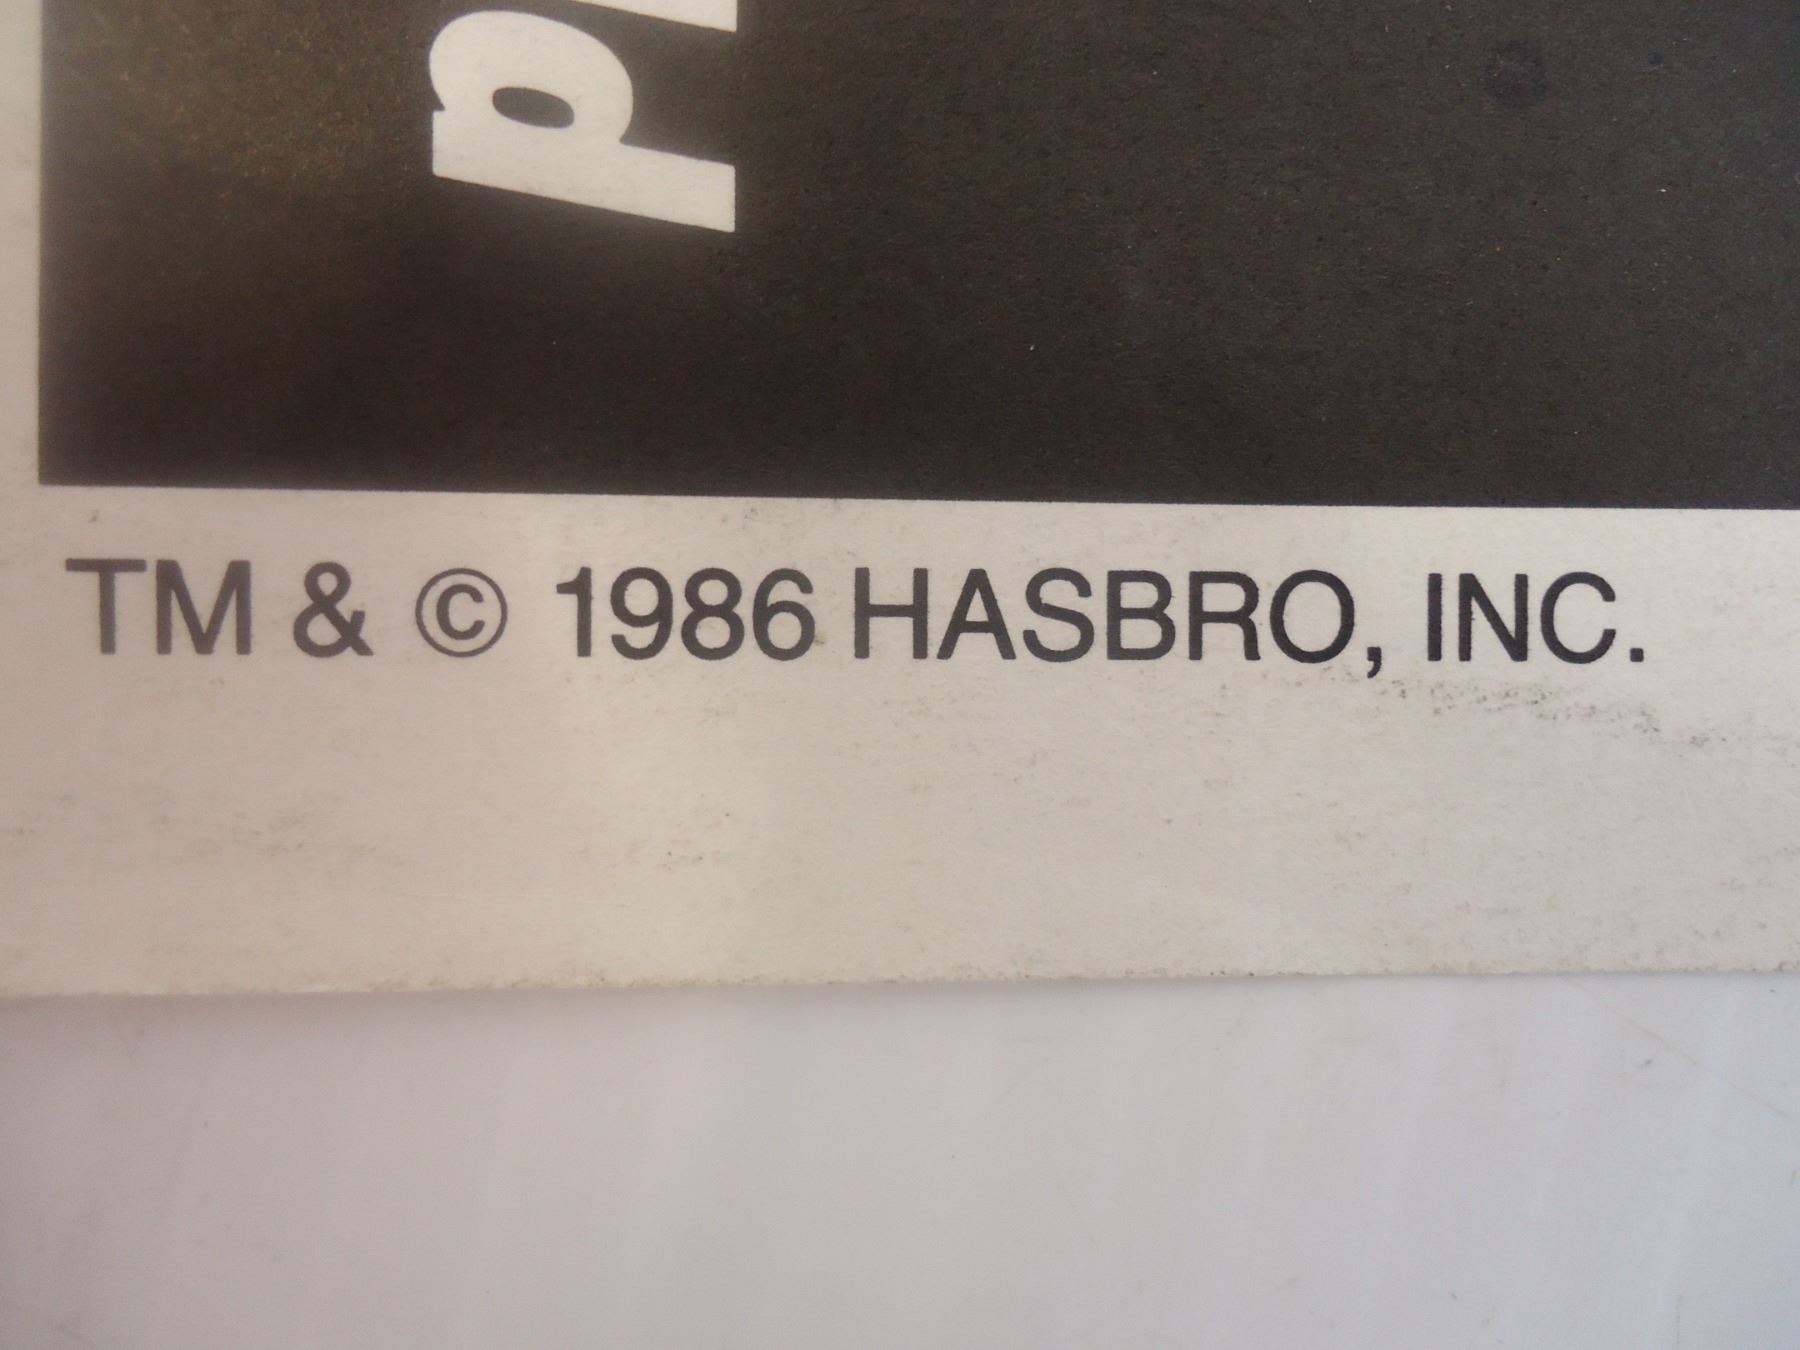 TM & © 1986 HASBRO, INC.